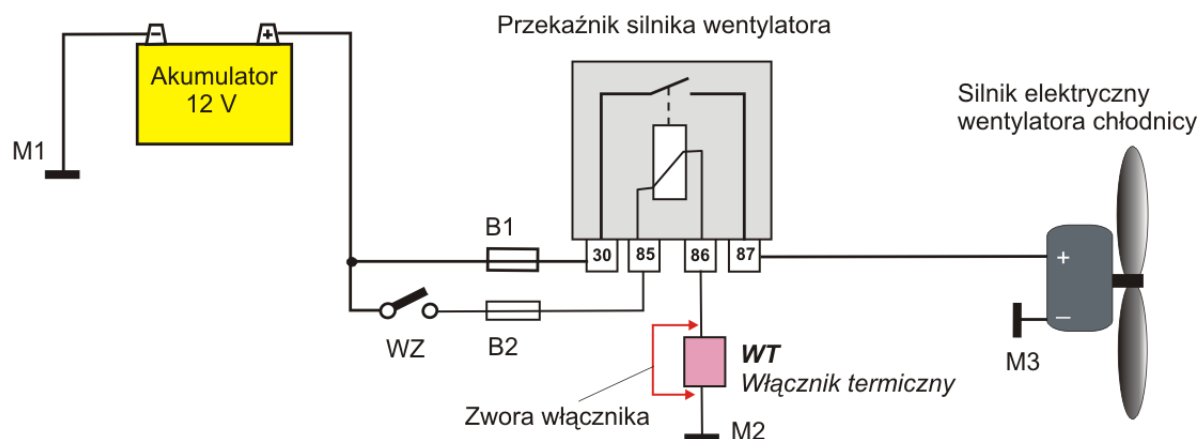 Przekaźnik silnika wentylatora
Akumulator
12 V
Silnik elektryczny
wentylatora chłodnicy
M1
B1
30
85
86
87
+
–
WZ
B2
WT
Włącznik termiczny
M3
Zwora włącznika
M2